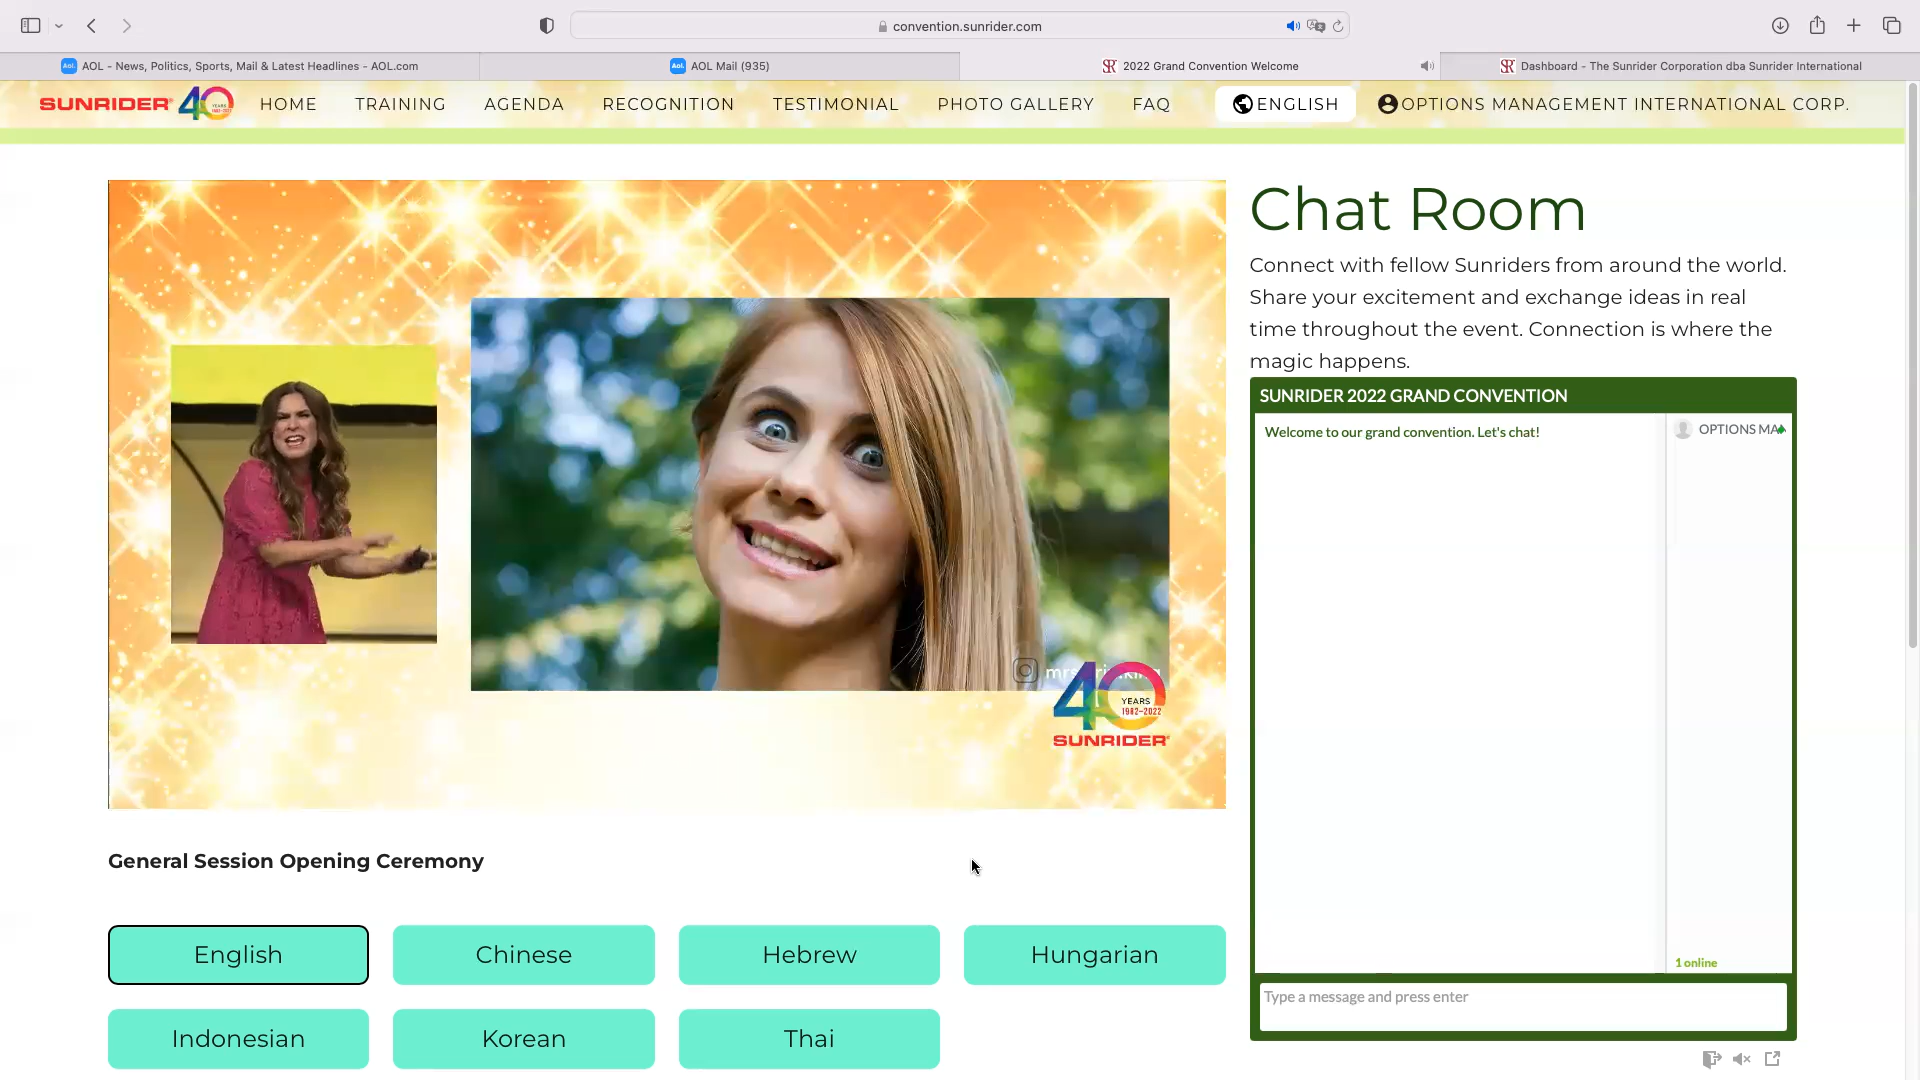 convention.sunrider.com
AOL - News, Politics, Sports, Mail & Latest Headlines - AOL.com
AOL Mail (935)
2022 Grand Convention Welcome
Dashboard - The Sunrider Corporation dba Sunrider International
SUNRIDER 40 YEARS
HOME
TRAINING
AGENDA
RECOGNITION
TESTIMONIAL
PHOTO GALLERY
FAQ
ENGLISH
OPTIONS MANAGEMENT INTERNATIONAL CORP.
40
YEARS
1982-2022
SUNRIDER
General Session Opening Ceremony
English
Chinese
Hebrew
Hungarian
Indonesian
Korean
Thai
Chat Room
Connect with fellow Sunriders from around the world.
Share your excitement and exchange ideas in real
time throughout the event. Connection is where the
magic happens.
SUNRIDER 2022 GRAND CONVENTION
Welcome to our grand convention. Let's chat!
OPTIONS MA
1 online
Type a message and press enter